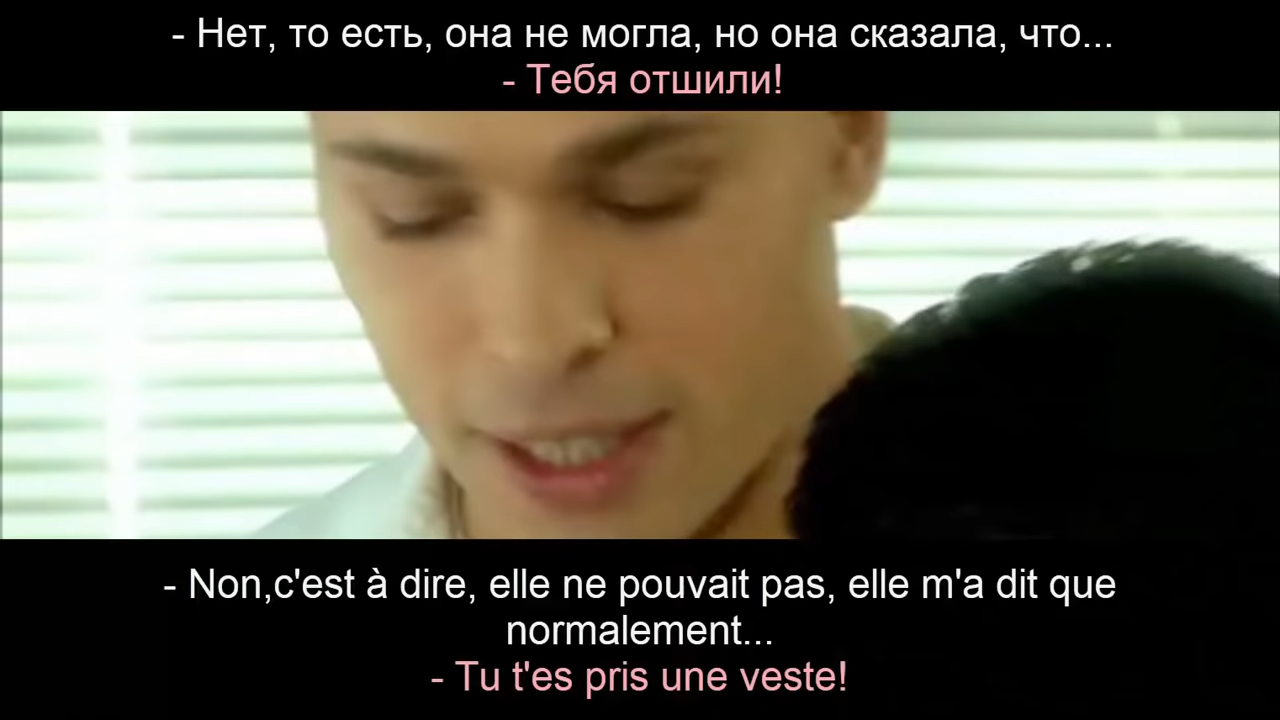 - Нет, то есть, она не могла, но она сказала, что...
- Тебя отшили!
- Non,c'est à dire, elle ne pouvait pas, elle m'a dit que
normalement...
- Tu t'es pris une veste!